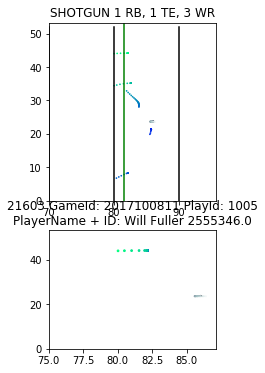 SHOTGUN 1 RB, 1 TE, 3 WR
50
40
30
20
10
0
70 80 90
21603 GameId: 2017100811 PlayId: 1005
PlayerName + ID: Will Fuller 2555346.0
40
20
0
75.0 77.5 80.0 82.5 85.0